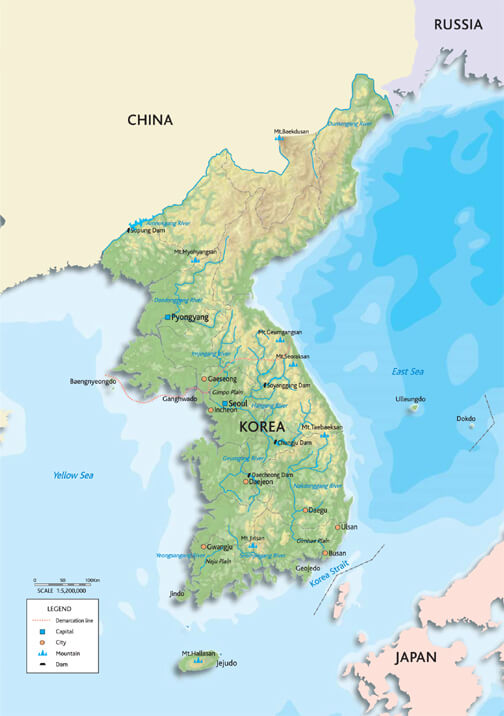 RUSSIA
CHINA
Mt.Baekdusan
Dumangang River
Amnokgang River
Supung Dam
Mt.Myohyangsan
Daedonggang River
Pyongyang
Mt.Geumgangsan
Imjingang River
Mt.Seoraksan
East Sea
Baengnyeongdo
Gaeseong
Soyanggang Dam
Gimpo Plain
Ganghwado
Seoul
Hangang River
Ulleungdo
Incheon
Dokdo
KOREA
Mt.Taebaeksan
Chungju Dam
Geumgang River
Yellow Sea
Daecheong Dam
Daejeon
Nakdonggang River
Daegu
Ulsan
Mt.Jirisan
Gimhae Plain
Gwangju
Yeongsangang River
Busan
Naju Plain
Geojedo
Korea Strait
Jindo
0 50 100Km
SCALE 1:5,200,000
LEGEND
Demarcation line
Capital
City
Mountain
Dam
Mt.Hallasan
Jejudo
JAPAN